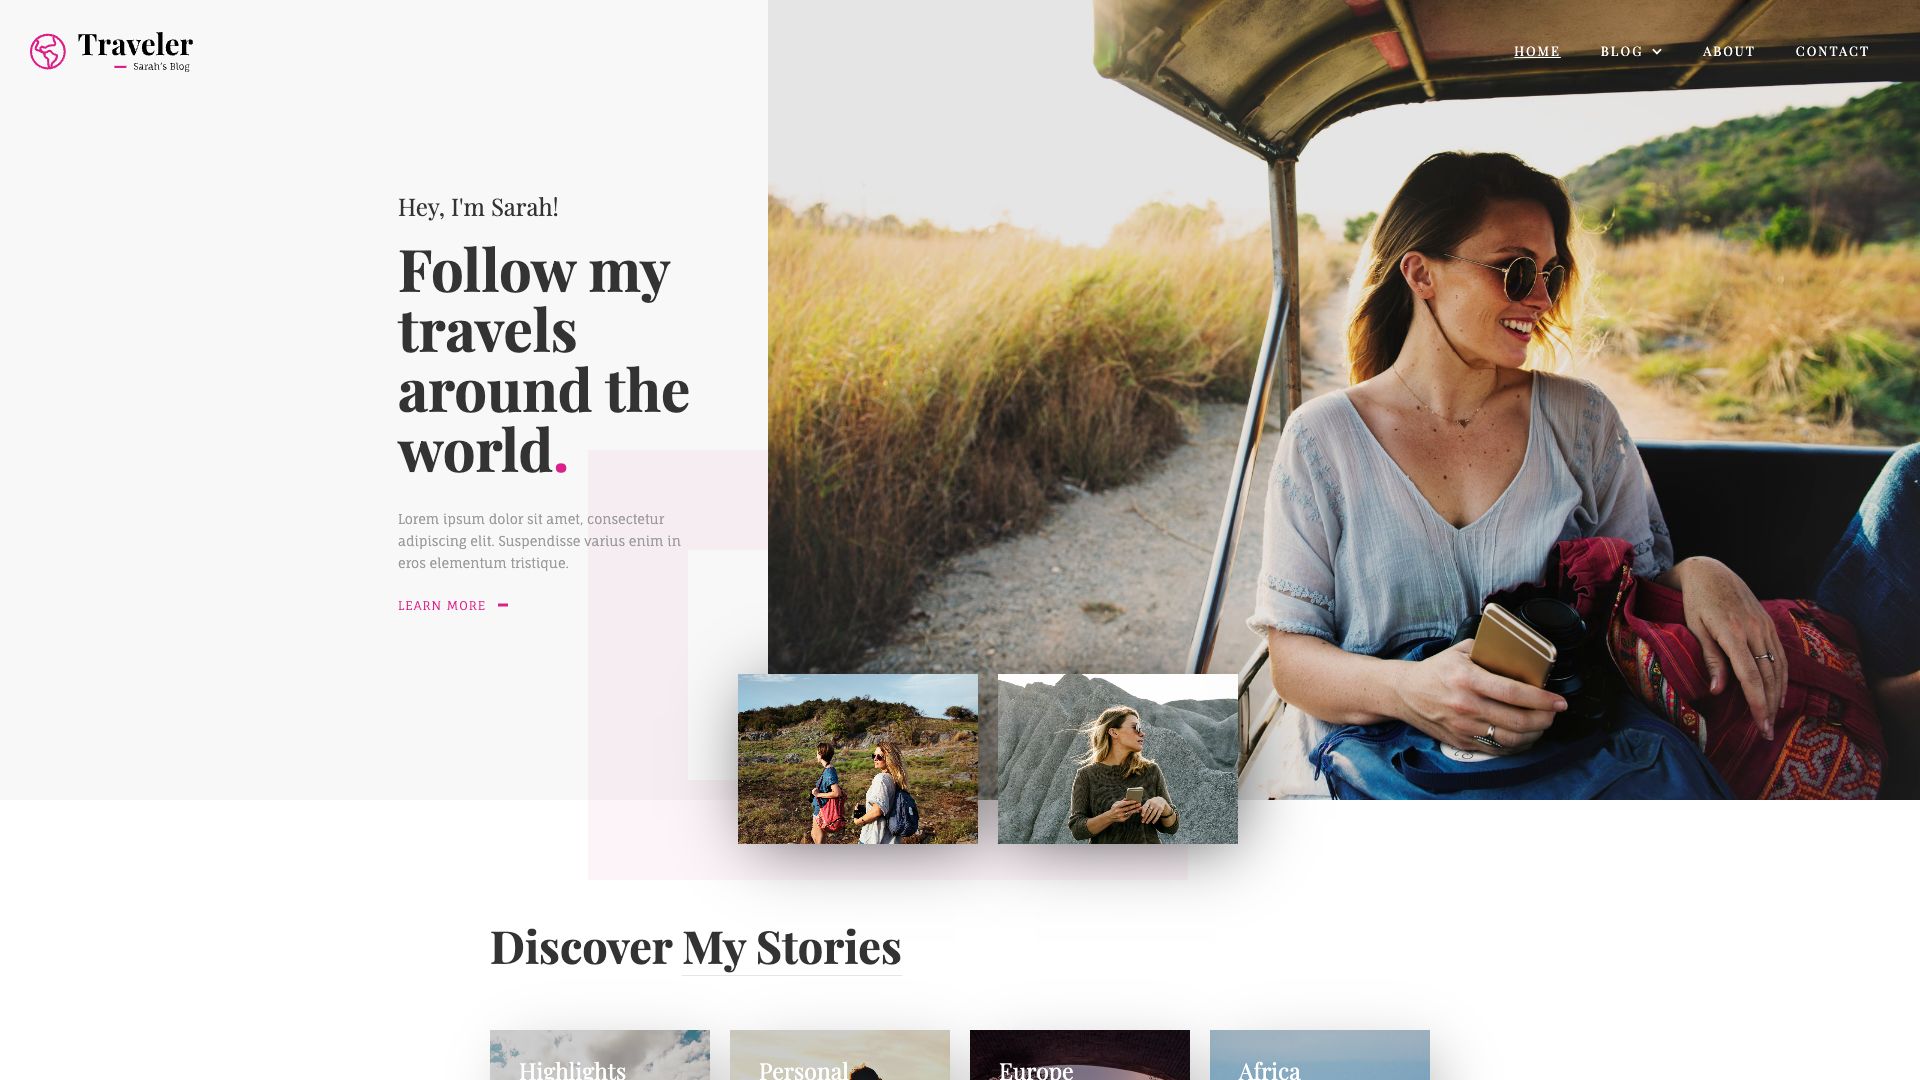 Traveler
Sarah's Blog
HOME
BLOG
ABOUT
CONTACT
Hey, I'm Sarah!
Follow my
travels
around the
world.
Lorem ipsum dolor sit amet, consectetur
adipiscing elit. Suspendisse varius enim in
eros elementum tristique.
LEARN MORE
Discover My Stories
Highlights
Personal
Europe
Africa